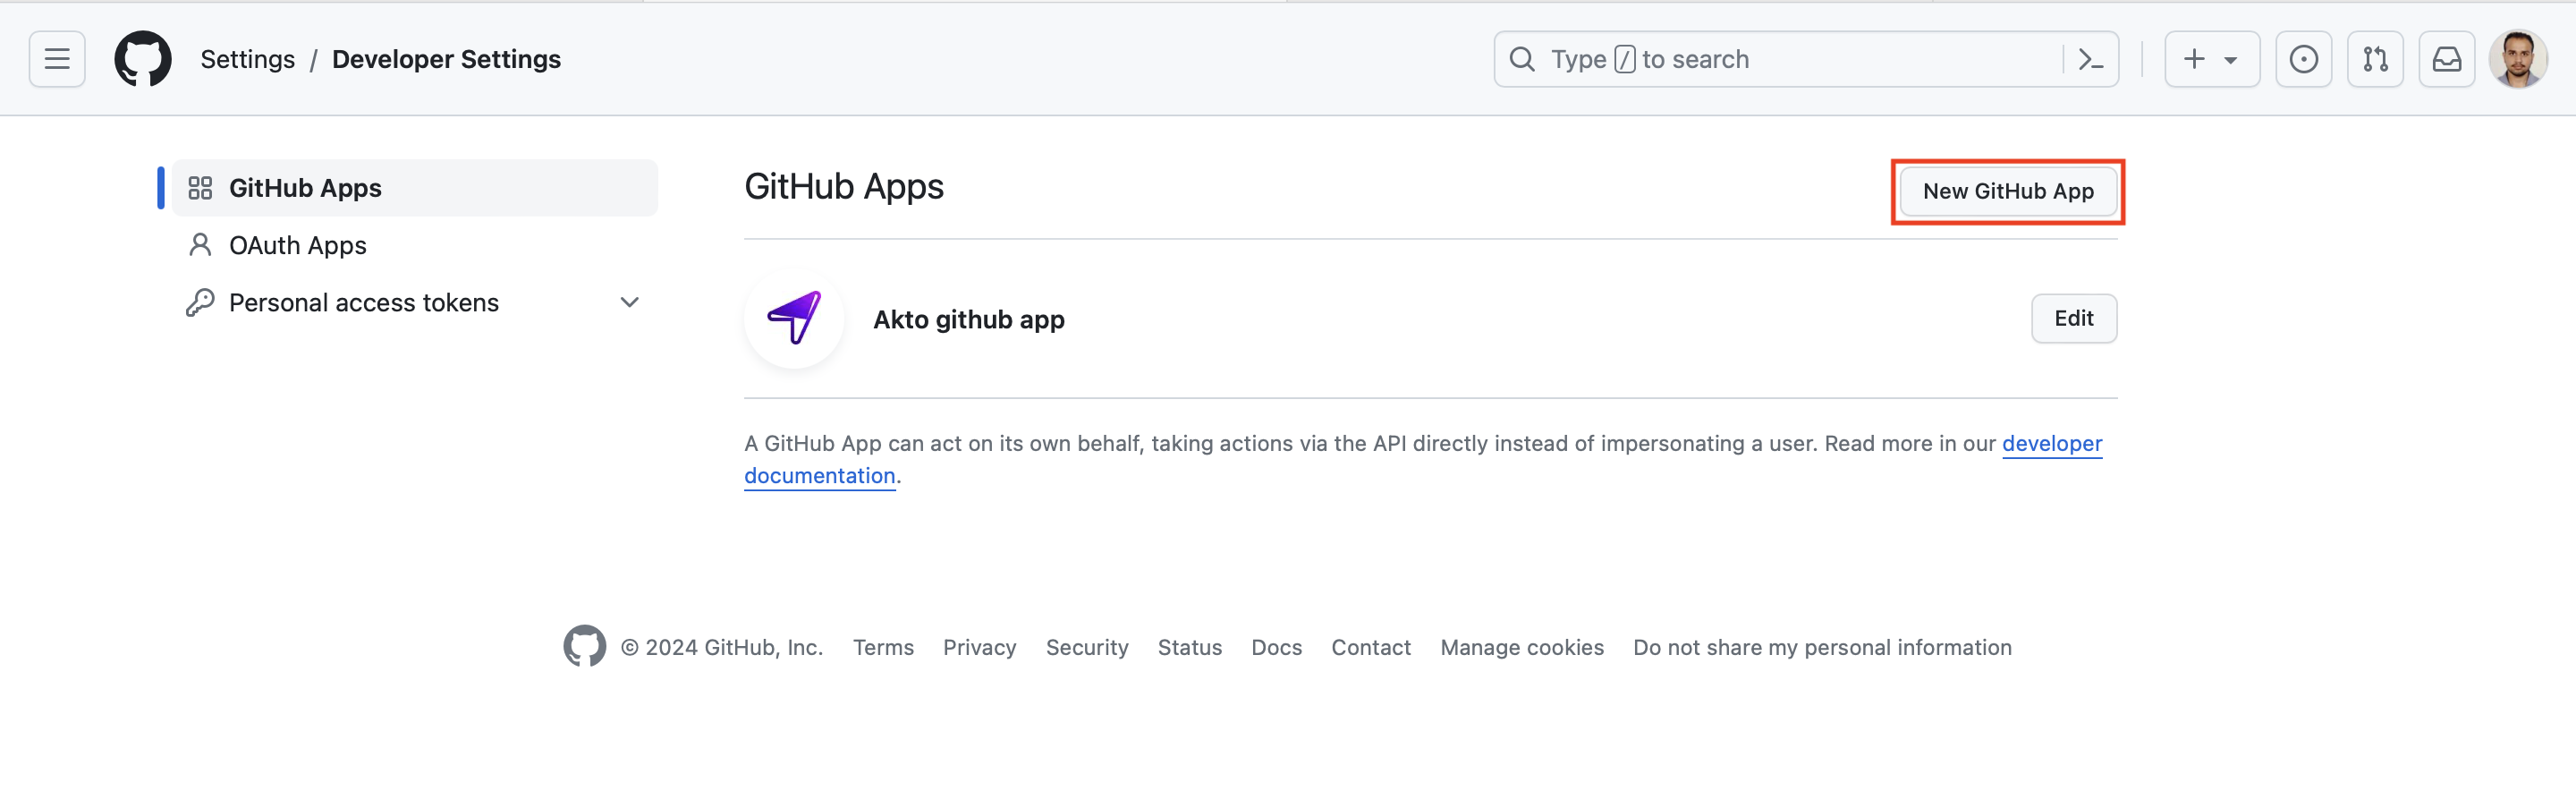 Settings / Developer Settings
Type / to search
GitHub Apps
OAuth Apps
Personal access tokens
GitHub Apps
New GitHub App
Akto github app
Edit
A GitHub App can act on its own behalf, taking actions via the API directly instead of impersonating a user. Read more in our developer
documentation.
© 2024 GitHub, Inc. Terms Privacy Security Status Docs Contact Manage cookies Do not share my personal information